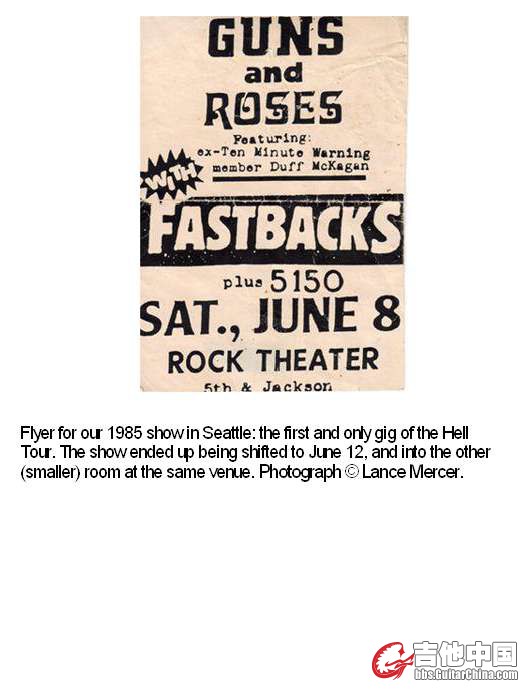 GUNS
and
ROSES
Featuring:
ex-Ten Minute Warning
member Duff McKagan
WITH
FASTBACKS
plus 5150
SAT., JUNE 8
ROCK THEATER
5th & Jackson
Flyer for our 1985 show in Seattle: the first and only gig of the Hell
Tour. The show ended up being shifted to June 12, and into the other
(smaller) room at the same venue. Photograph © Lance Mercer.
吉他中国
bbs.GuitarChina.com